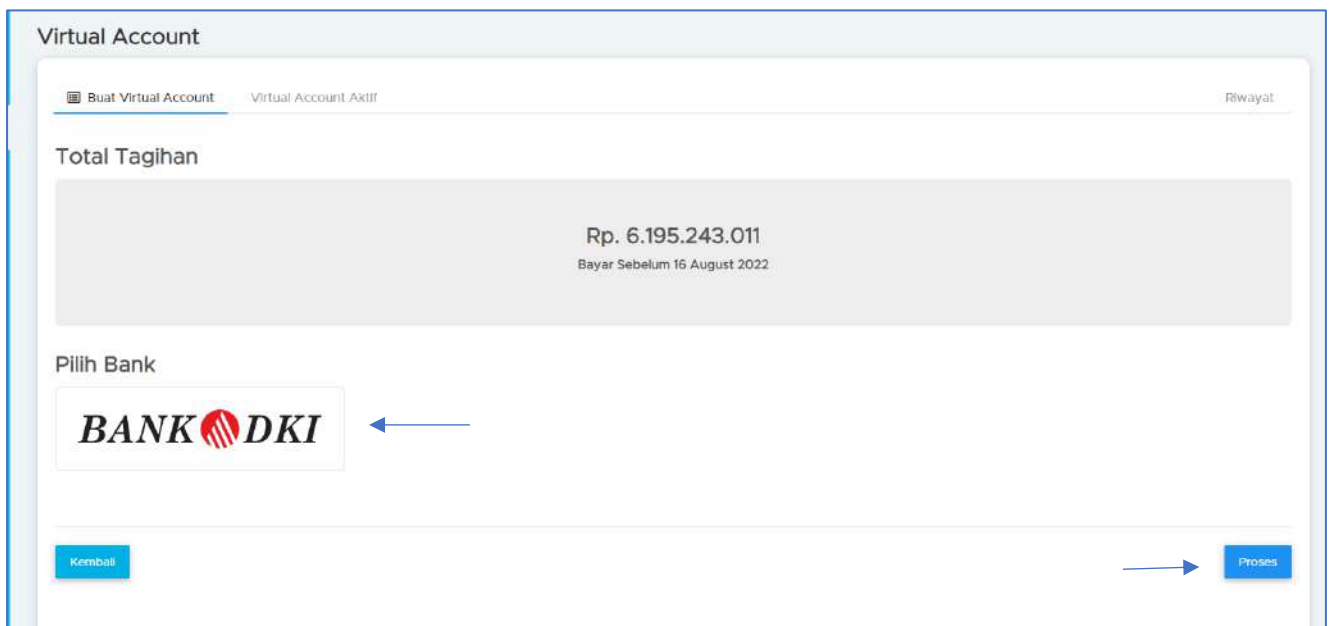 Virtual Account
Buat Virtual Account Virtual Account Aktif Riwayat
Total Tagihan
Rp. 6.195.243.011
Bayar Sebelum 16 August 2022
Pilih Bank
BANK DKI
Kembali Proses